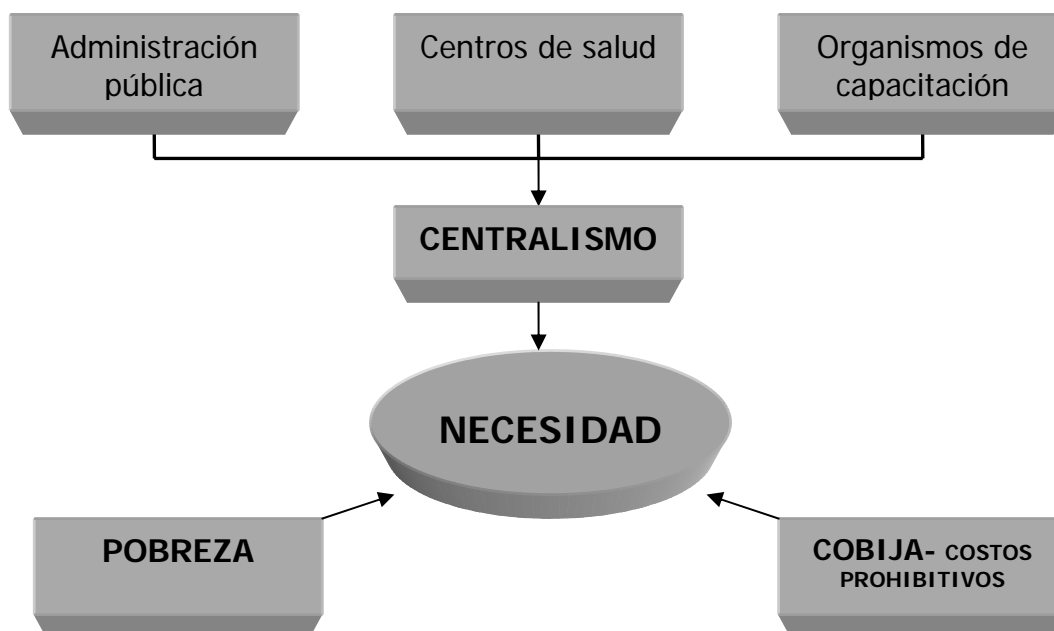 Administración
pública
Centros de salud
Organismos de
capacitación
CENTRALISMO
NECESIDAD
POBREZA
COBIJA- COSTOS
PROHIBITIVOS